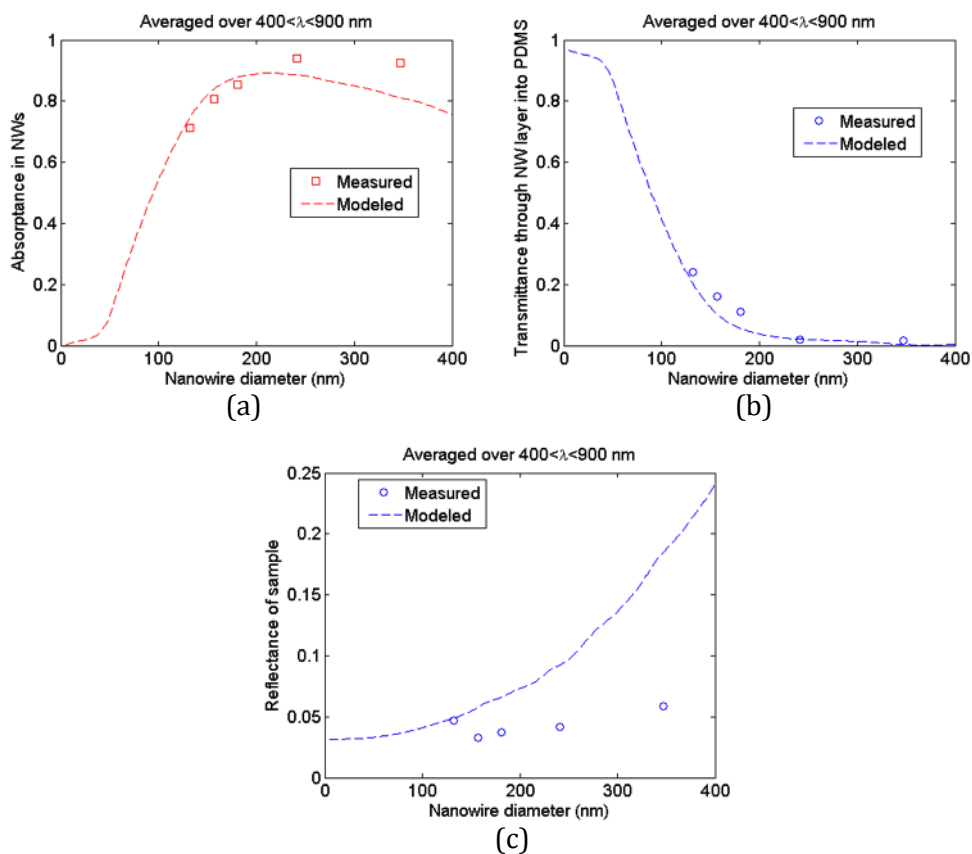 Averaged over 400<λ<900 nm
Absorptance in NWs
1
0.8
0.6
0.4
0.2
0
Measured
Modeled
0 100 200 300 400
Nanowire diameter (nm)
(a)
Averaged over 400<λ<900 nm
Transmittance through NW layer into PDMS
1
0.8
0.6
0.4
0.2
0
Measured
Modeled
0 100 200 300 400
Nanowire diameter (nm)
(b)
Averaged over 400<λ<900 nm
Reflectance of sample
0.25
0.2
0.15
0.1
0.05
0
Measured
Modeled
0 100 200 300 400
Nanowire diameter (nm)
(c)